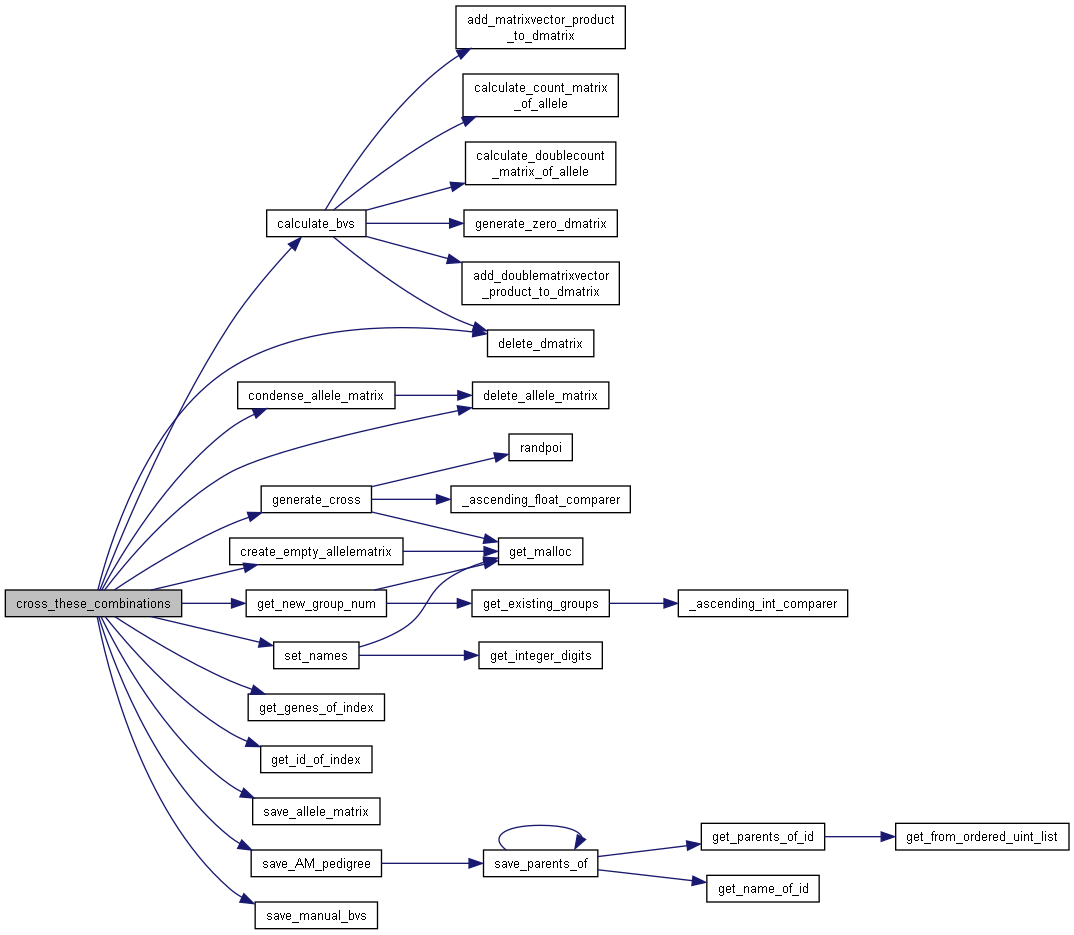 add_matrixvector_product
_to_dmatrix
calculate_count_matrix
_of_allele
calculate_doublecount
_matrix_of_allele
calculate_bvs
generate_zero_dmatrix
add_doublematrixvector
_product_to_dmatrix
delete_dmatrix
condense_allele_matrix
delete_allele_matrix
randpoi
generate_cross
_ascending_float_comparer
create_empty_allelematrix
get_malloc
cross_these_combinations
get_new_group_num
get_existing_groups
_ascending_int_comparer
set_names
get_integer_digits
get_genes_of_index
get_id_of_index
save_allele_matrix
get_parents_of_id
get_from_ordered_uint_list
save_AM_pedigree
save_parents_of
get_name_of_id
save_manual_bvs